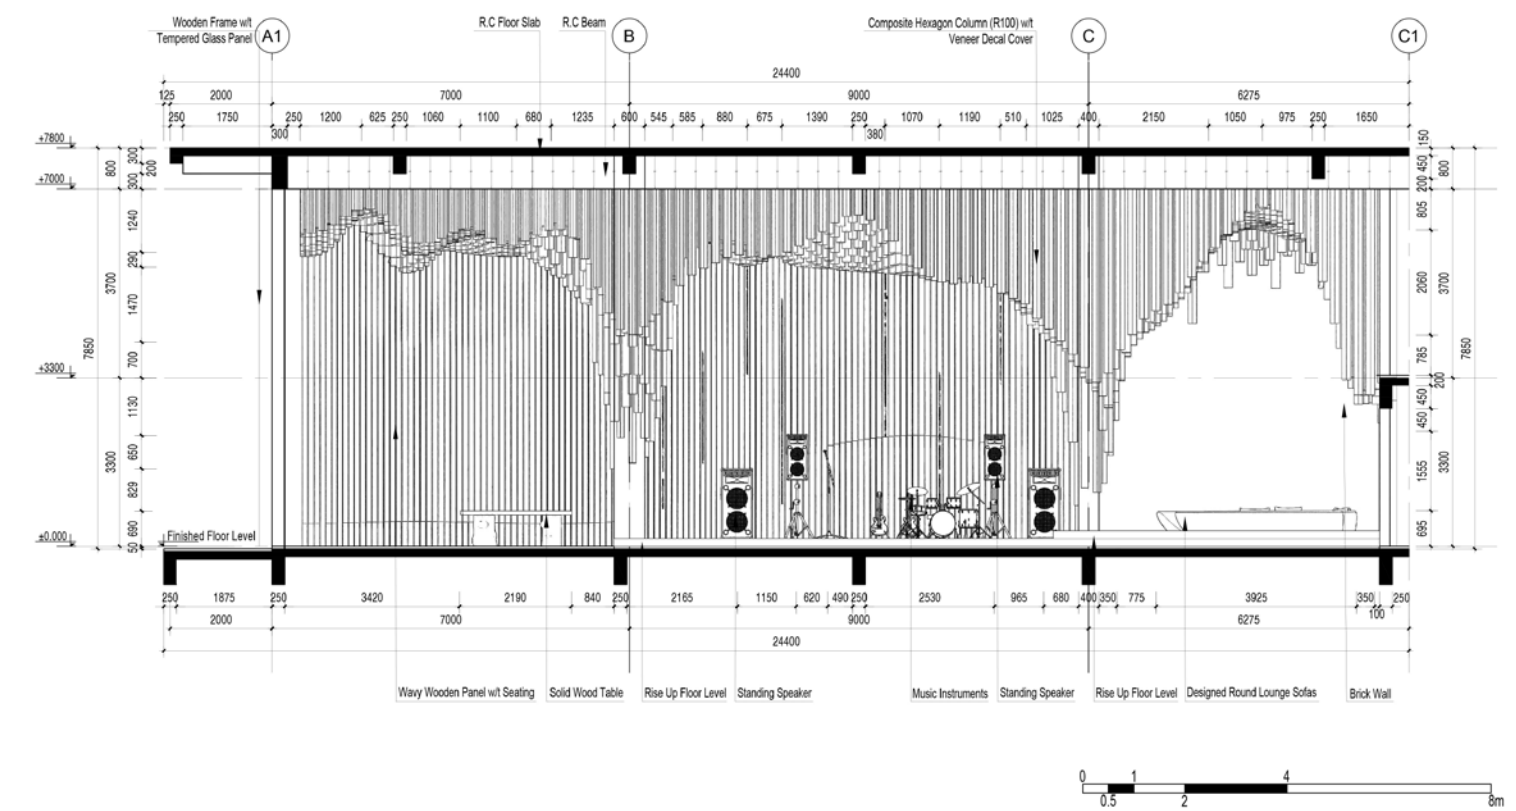 Wooden Frame w/t
Tempered Glass Panel
A1
R.C Floor Slab
R.C Beam
B
Composite Hexagon Column (R100) w/t
Veneer Decal Cover
C
C1
24400
125 2000 7000 9000 6275
250 1750 300 250 1200 625 250 1060 1100 680 1235 600 545 585 880 675 1390 250 380 1070 1190 510 1025 400 2150 1050 975 250 1650
+7800
+7000
+3300
±0.000
7850
800 3700 3300
300 200 300 1240 290 1470 700 1130 650 829 690 50
150 450 200 805 2060 785 200 450 450 1555 695
800 3700 3300
7850
Finished Floor Level
250 1875 250 3420 2190 840 250 2165 1150 620 490 250 2530 965 680 400 350 775 3925 350 100 250
2000 7000 9000 6275
24400
Wavy Wooden Panel w/t Seating
Solid Wood Table
Rise Up Floor Level
Standing Speaker
Music Instruments
Standing Speaker
Rise Up Floor Level
Designed Round Lounge Sofas
Brick Wall
0 1 4
0.5 2 8m